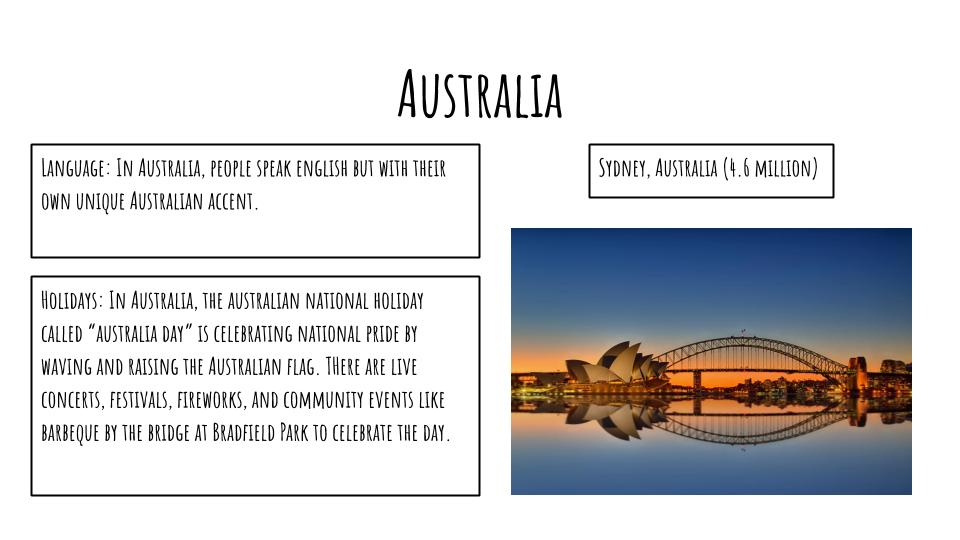 Australia
Language: In Australia, people speak english but with their
own unique Australian accent.
Sydney, Australia (4.6 million)
Holidays: In Australia, the australian national holiday
called “australia day” is celebrating national pride by
waving and raising the Australian flag. THere are live
concerts, festivals, fireworks, and community events like
barbeque by the bridge at Bradfield Park to celebrate the day.